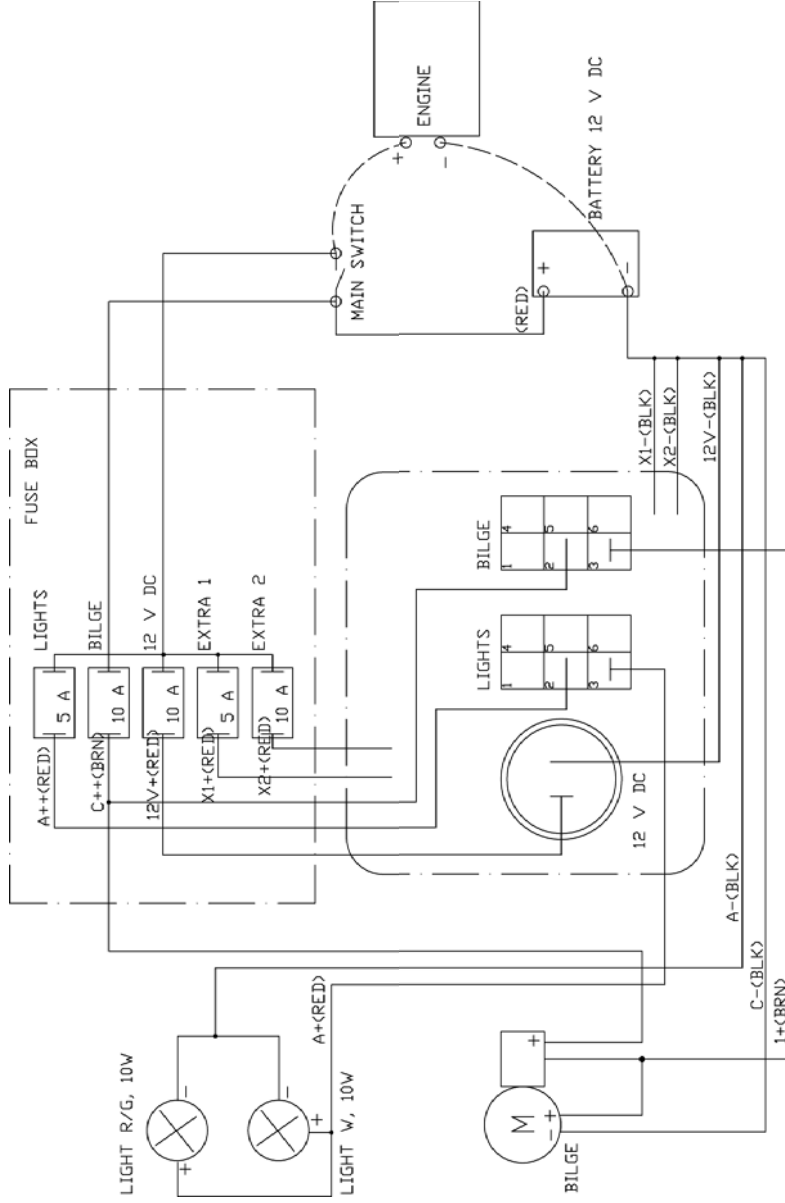 ENGINE
+
-
BATTERY 12 V DC
+
-
MAIN SWITCH
(RED)
FUSE BOX
LIGHTS
BILGE
12 V DC
EXTRA 1
EXTRA 2
5 A
10 A
10 A
5 A
10 A
A++(RED)
C++(BRN)
12V+(RED)
X1+(RED)
X2+(RED)
X1-(BLK)
X2-(BLK)
12V-(BLK)
BILGE
1 4
2 5
3 6
LIGHTS
1 4
2 5
3 6
12 V DC
A-(BLK)
C-(BLK)
1+(BRN)
A+(RED)
LIGHT R/G, 10W
+
-
LIGHT W, 10W
+
-
M
+
-
+
BILGE